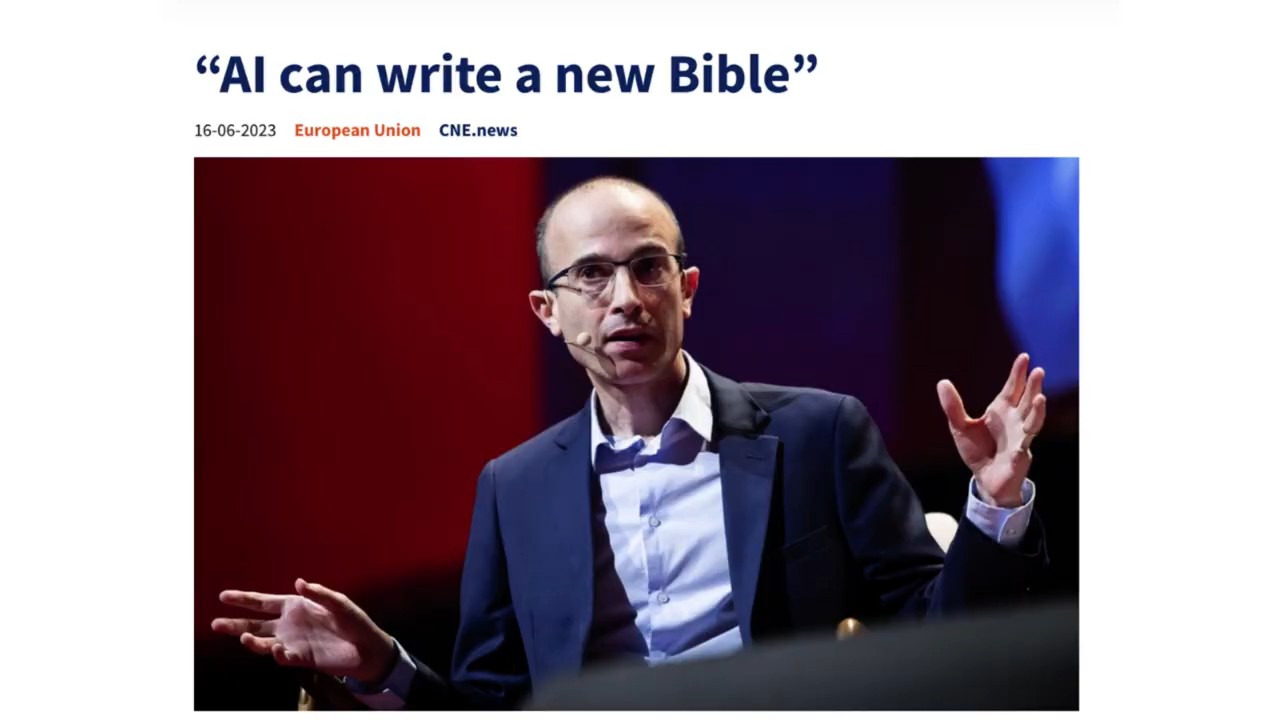 “AI can write a new Bible”
16-06-2023 European Union CNE.news